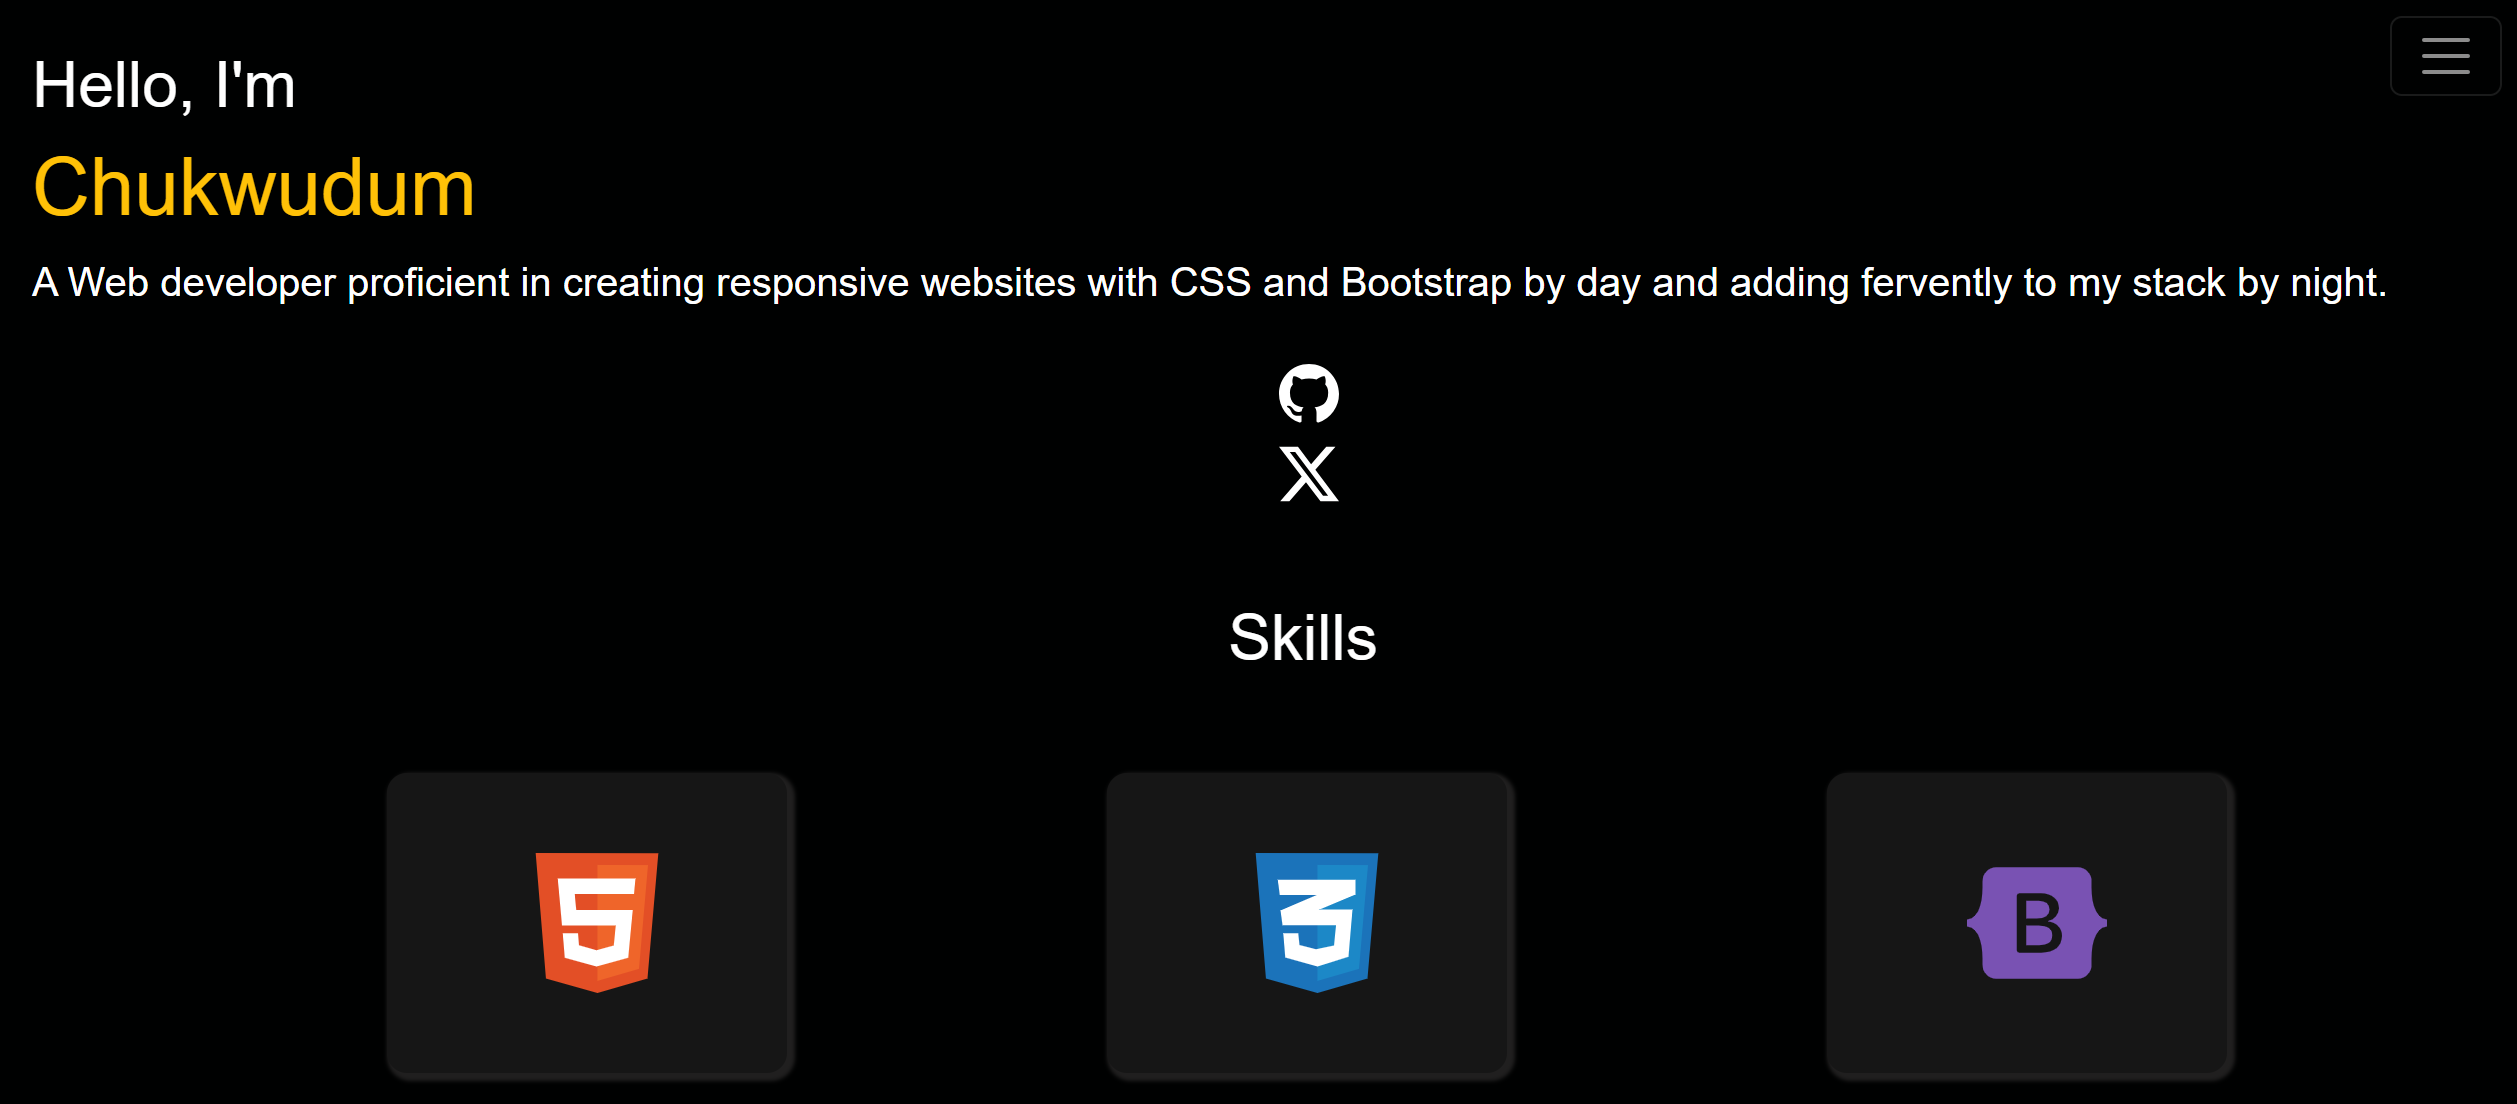 Hello, I'm
Chukwudum
A Web developer proficient in creating responsive websites with CSS and Bootstrap by day and adding fervently to my stack by night.
X
Skills
5
3
B